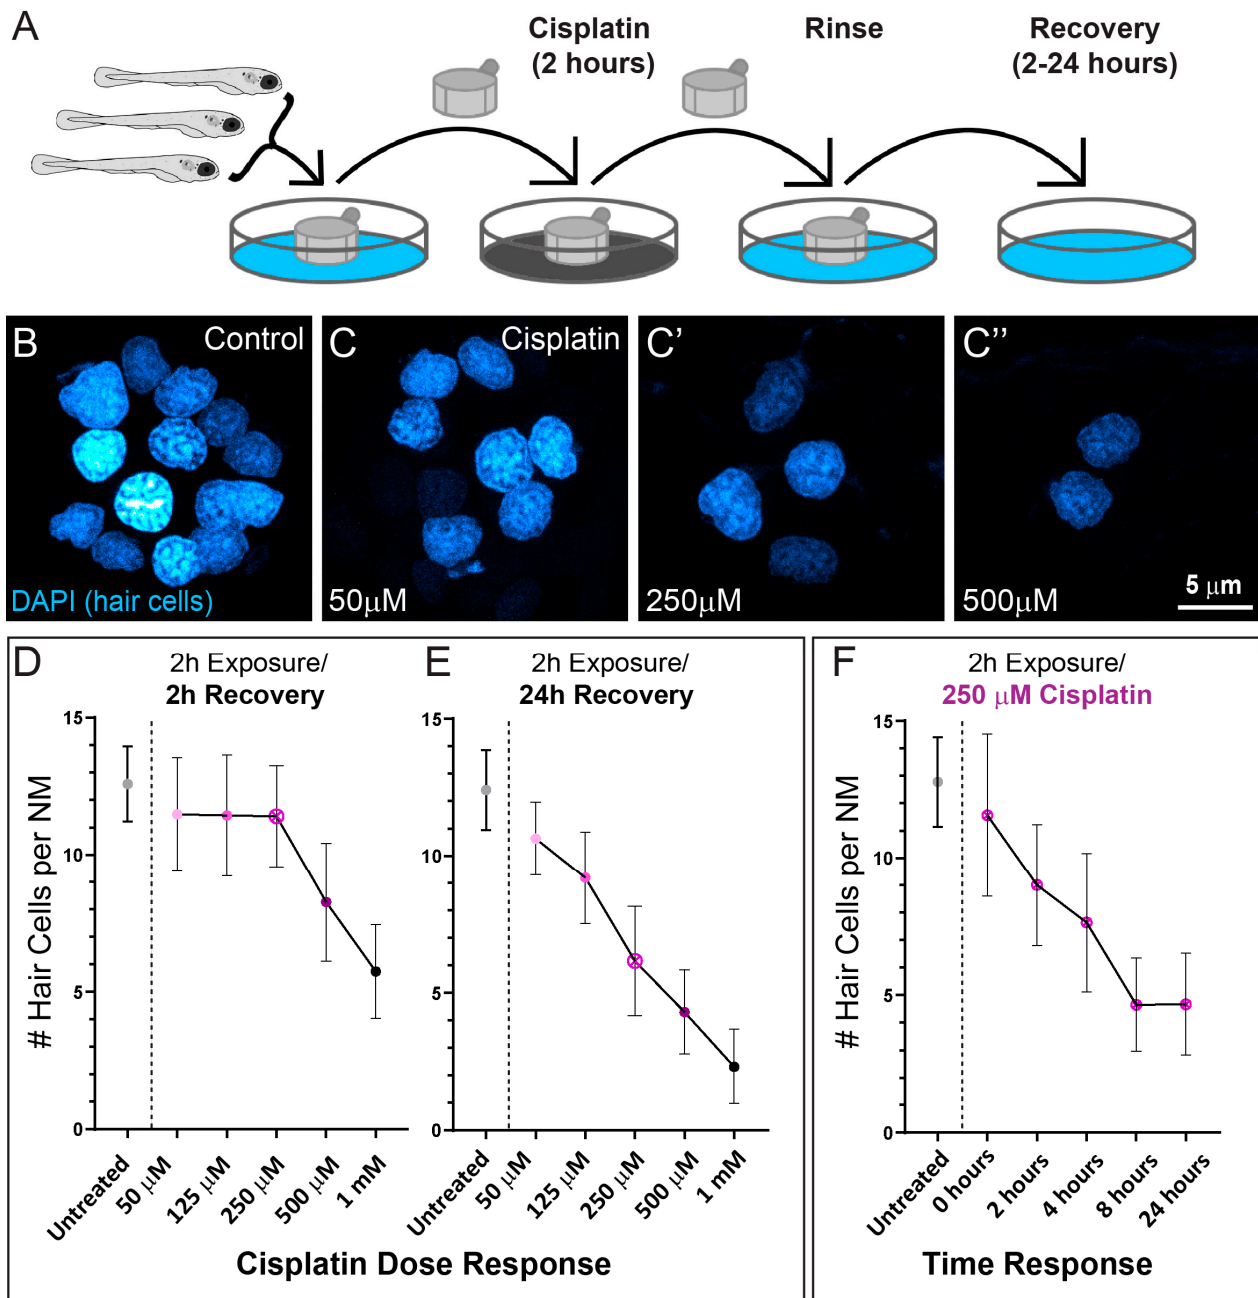 A
Cisplatin
(2 hours)
Rinse
Recovery
(2-24 hours)
B
Control
DAPI (hair cells)
C
Cisplatin
50μM
C'
250μM
C''
500μM
5 μm
D
2h Exposure/
2h Recovery
# Hair Cells per NM
15
10
5
0
Untreated
50 μM
125 μM
250 μM
500 μM
1 mM
E
2h Exposure/
24h Recovery
15
10
5
0
Untreated
50 μM
125 μM
250 μM
500 μM
1 mM
Cisplatin Dose Response
F
2h Exposure/
250 μM Cisplatin
# Hair Cells per NM
15
10
5
0
Untreated
0 hours
2 hours
4 hours
8 hours
24 hours
Time Response